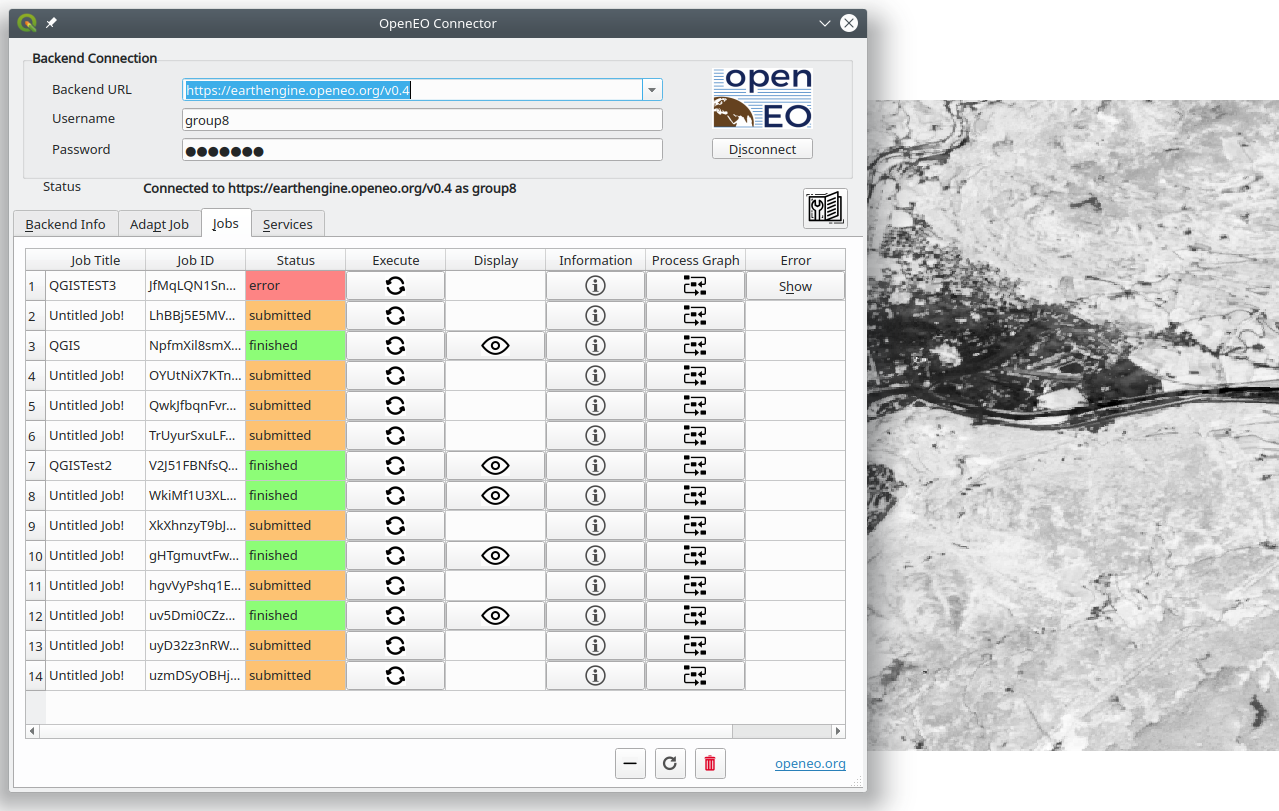 OpenEO Connector
Backend Connection
Backend URL https://earthengine.openeo.org/v0.4
open EO
Username group8
Password ●●●●●●●
Disconnect
Status Connected to https://earthengine.openeo.org/v0.4 as group8
Backend Info Adapt Job Jobs Services
Job Title Job ID Status Execute Display Information Process Graph Error
1 QGISTEST3 JfMqLQN1Sn... error Show
2 Untitled Job! LhBBj5E5MV... submitted
3 QGIS NpfmXil8smX... finished
4 Untitled Job! OYUtNiX7KTn... submitted
5 Untitled Job! QwkJfbqnFvr... submitted
6 Untitled Job! TrUyurSxuLF... submitted
7 QGISTest2 V2J51FBNfsQ... finished
8 Untitled Job! WkiMf1U3XL... finished
9 Untitled Job! XkXhnzyT9bJ... submitted
10 Untitled Job! gHTgmuvtFw... finished
11 Untitled Job! hgvVyPshq1E... submitted
12 Untitled Job! uv5Dmi0CZz... finished
13 Untitled Job! uyD32z3nRW... submitted
14 Untitled Job! uzmDSyOBHj... submitted
openeo.org